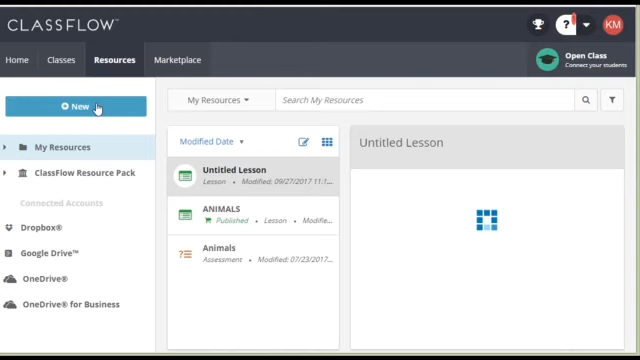 CLASSFLOW™
?
KM
Home Classes Resources Marketplace
Open Class
Connect your students
New
My Resources
Search My Resources
My Resources
ClassFlow Resource Pack
Connected Accounts
Dropbox®
Google Drive™
OneDrive®
OneDrive® for Business
Modified Date
Untitled Lesson
Lesson • Modified: 09/27/2017 11:1...
ANIMALS
Published • Lesson • Modifie...
Animals
Assessment • Modified: 07/23/2017...
Untitled Lesson